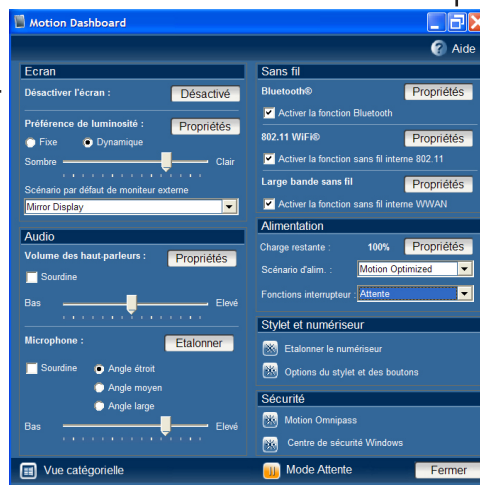 Motion Dashboard
Aide
Ecran
Désactiver l'écran :
Désactivé
Préférence de luminosité :
Propriétés
Fixe
Dynamique
Sombre
Clair
Scénario par défaut de moniteur externe
Mirror Display
Audio
Volume des haut-parleurs :
Propriétés
Sourdine
Bas
Elevé
Microphone :
Etalonner
Sourdine
Angle étroit
Angle moyen
Angle large
Bas
Elevé
Sans fil
Bluetooth®
Propriétés
Activer la fonction Bluetooth
802.11 WiFi®
Propriétés
Activer la fonction sans fil interne 802.11
Large bande sans fil
Propriétés
Activer la fonction sans fil interne WWAN
Alimentation
Charge restante :
100%
Propriétés
Scénario d'alim. :
Motion Optimized
Fonctions interrupteur :
Attente
Stylet et numériseur
Etalonner le numériseur
Options du stylet et des boutons
Sécurité
Motion Omnipass
Centre de sécurité Windows
Vue catégorielle
Mode Attente
Fermer